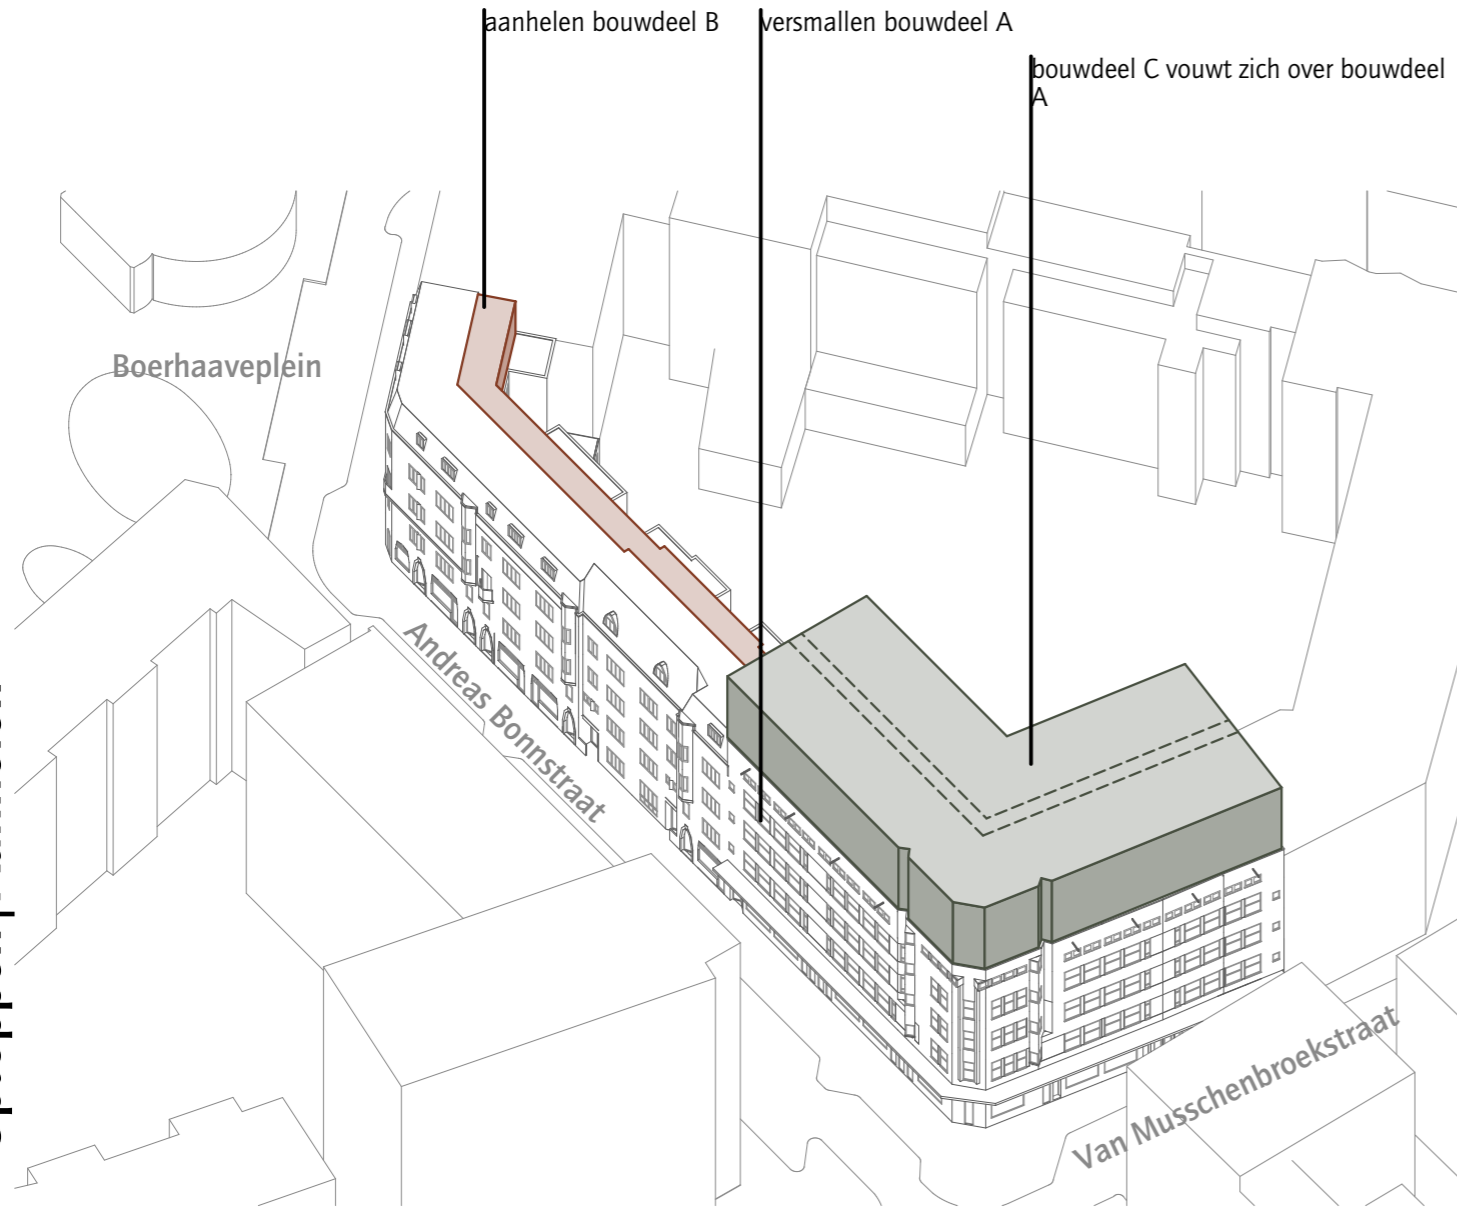 aanhelen bouwdeel B
versmallen bouwdeel A
bouwdeel C vouwt zich over bouwdeel
A
Boerhaaveplein
Andreas Bonnstraat
Van Musschenbroekstraat